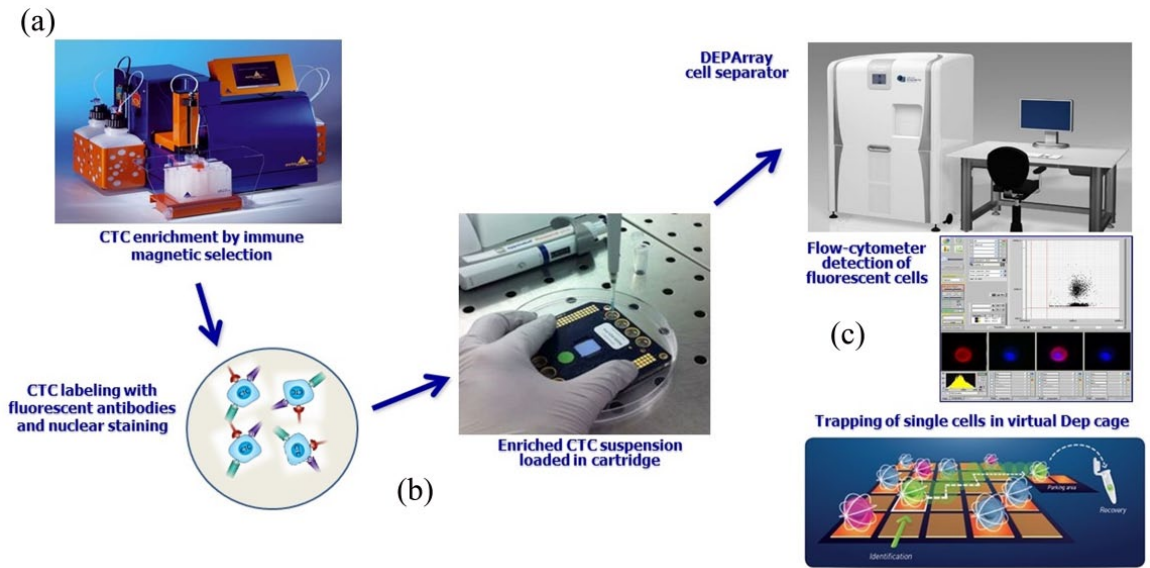 (a)
CTC enrichment by immune
magnetic selection
CTC labeling with
fluorescent antibodies
and nuclear staining
(b)
Enriched CTC suspension
loaded in cartridge
DEPArray
cell separator
Flow-cytometer
detection of
fluorescent cells
(c)
Trapping of single cells in virtual Dep cage
Parking area
Recovery
Identification